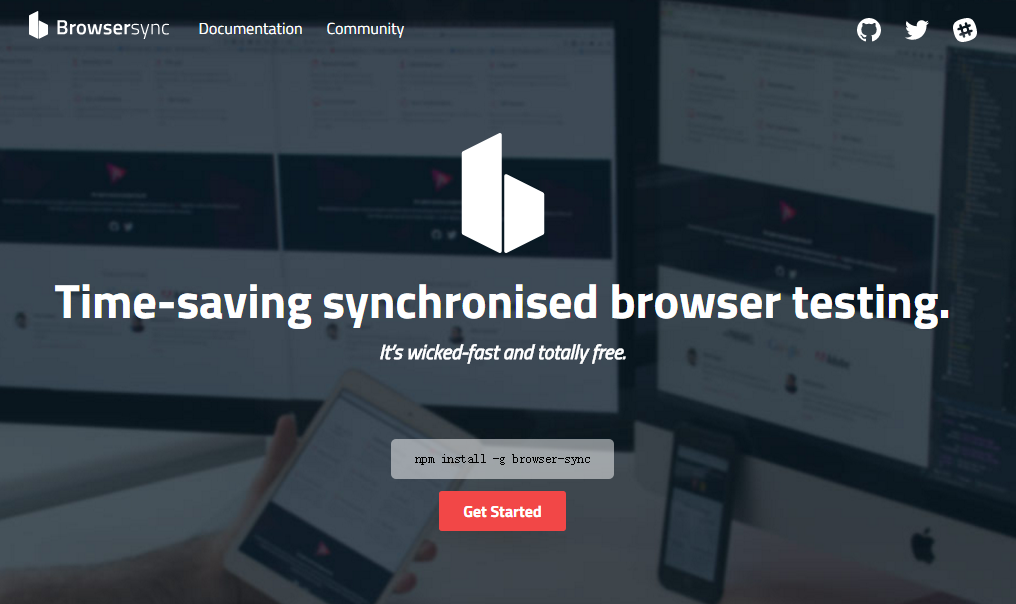 Browsersync Documentation Community
Time-saving synchronised browser testing.
It's wicked-fast and totally free.
npm install -g browser-sync
Get Started